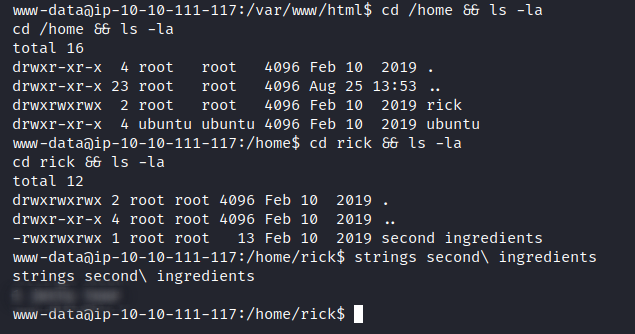 www-data@ip-10-10-111-117:/var/www/html$ cd /home && ls -la
cd /home && ls -la
total 16
drwxr-xr-x  4 root   root   4096 Feb 10  2019 .
drwxr-xr-x 23 root   root   4096 Aug 25 13:53 ..
drwxrwxrwx  2 root   root   4096 Feb 10  2019 rick
drwxr-xr-x  4 ubuntu ubuntu 4096 Feb 10  2019 ubuntu
www-data@ip-10-10-111-117:/home$ cd rick && ls -la
cd rick && ls -la
total 12
drwxrwxrwx 2 root root 4096 Feb 10  2019 .
drwxr-xr-x 4 root root 4096 Feb 10  2019 ..
-rwxrwxrwx 1 root root   13 Feb 10  2019 second ingredients
www-data@ip-10-10-111-117:/home/rick$ strings second\ ingredients
strings second\ ingredients
www-data@ip-10-10-111-117:/home/rick$